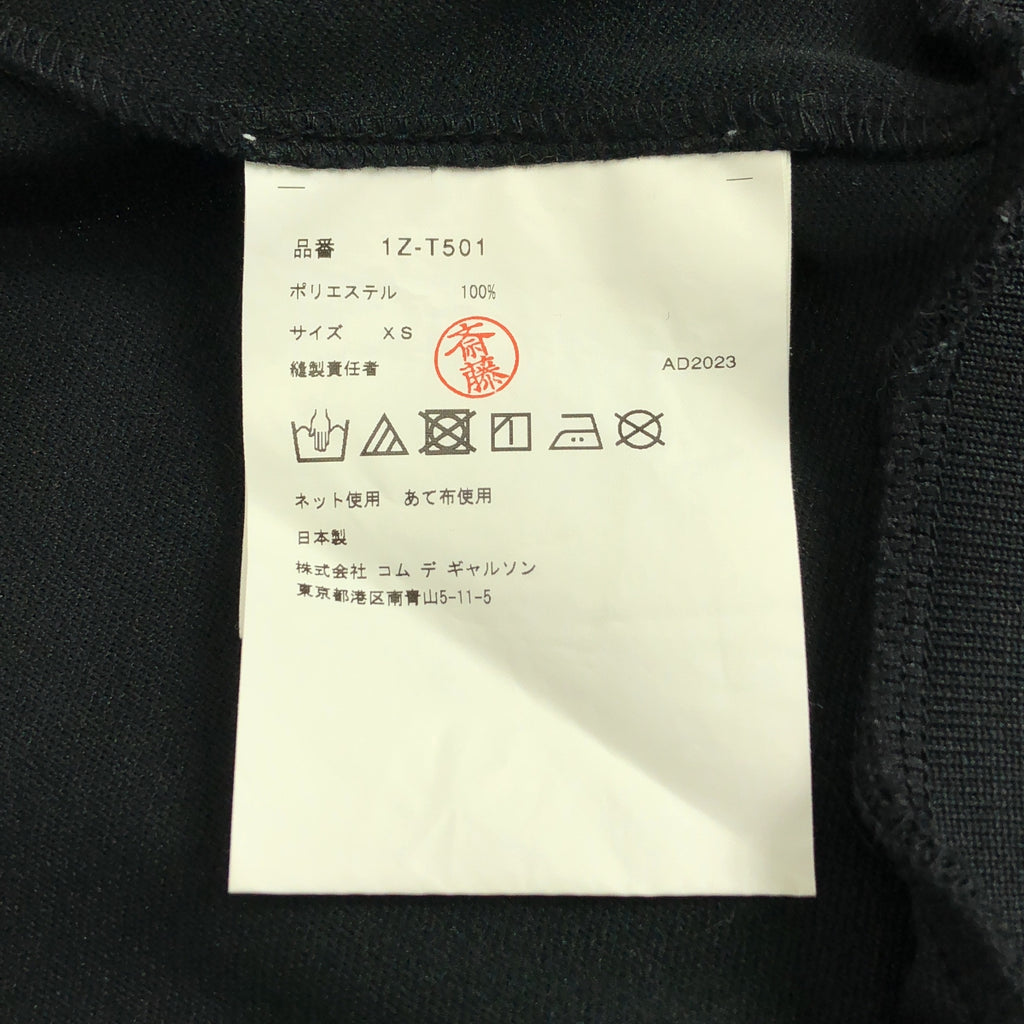 品番 1Z-T501
ポリエステル 100%
サイズ XS
斎藤
縫製責任者 AD2023
ネット使用 あて布使用
日本製
株式会社 コム デ ギャルソン
東京都港区南青山5-11-5